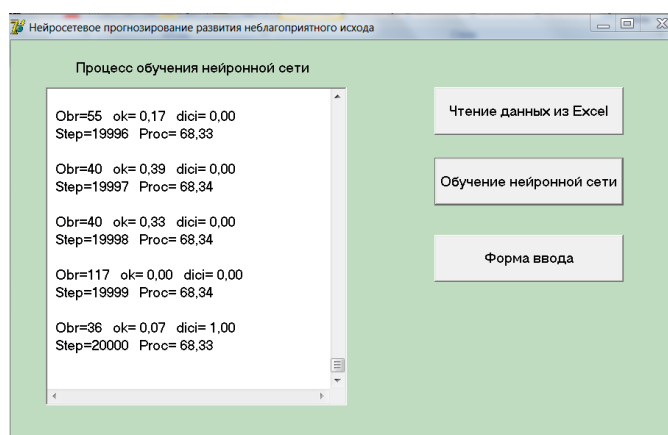 Нейросетевое прогнозирование развития неблагоприятного исхода
Процесс обучения нейронной сети
Obr=55 ok= 0,17 dici= 0,00
Step=19996 Proc= 68,33
Obr=40 ok= 0,39 dici= 0,00
Step=19997 Proc= 68,34
Obr=40 ok= 0,33 dici= 0,00
Step=19998 Proc= 68,34
Obr=117 ok= 0,00 dici= 0,00
Step=19999 Proc= 68,34
Obr=36 ok= 0,07 dici= 1,00
Step=20000 Proc= 68,33
Чтение данных из Excel
Обучение нейронной сети
Форма ввода